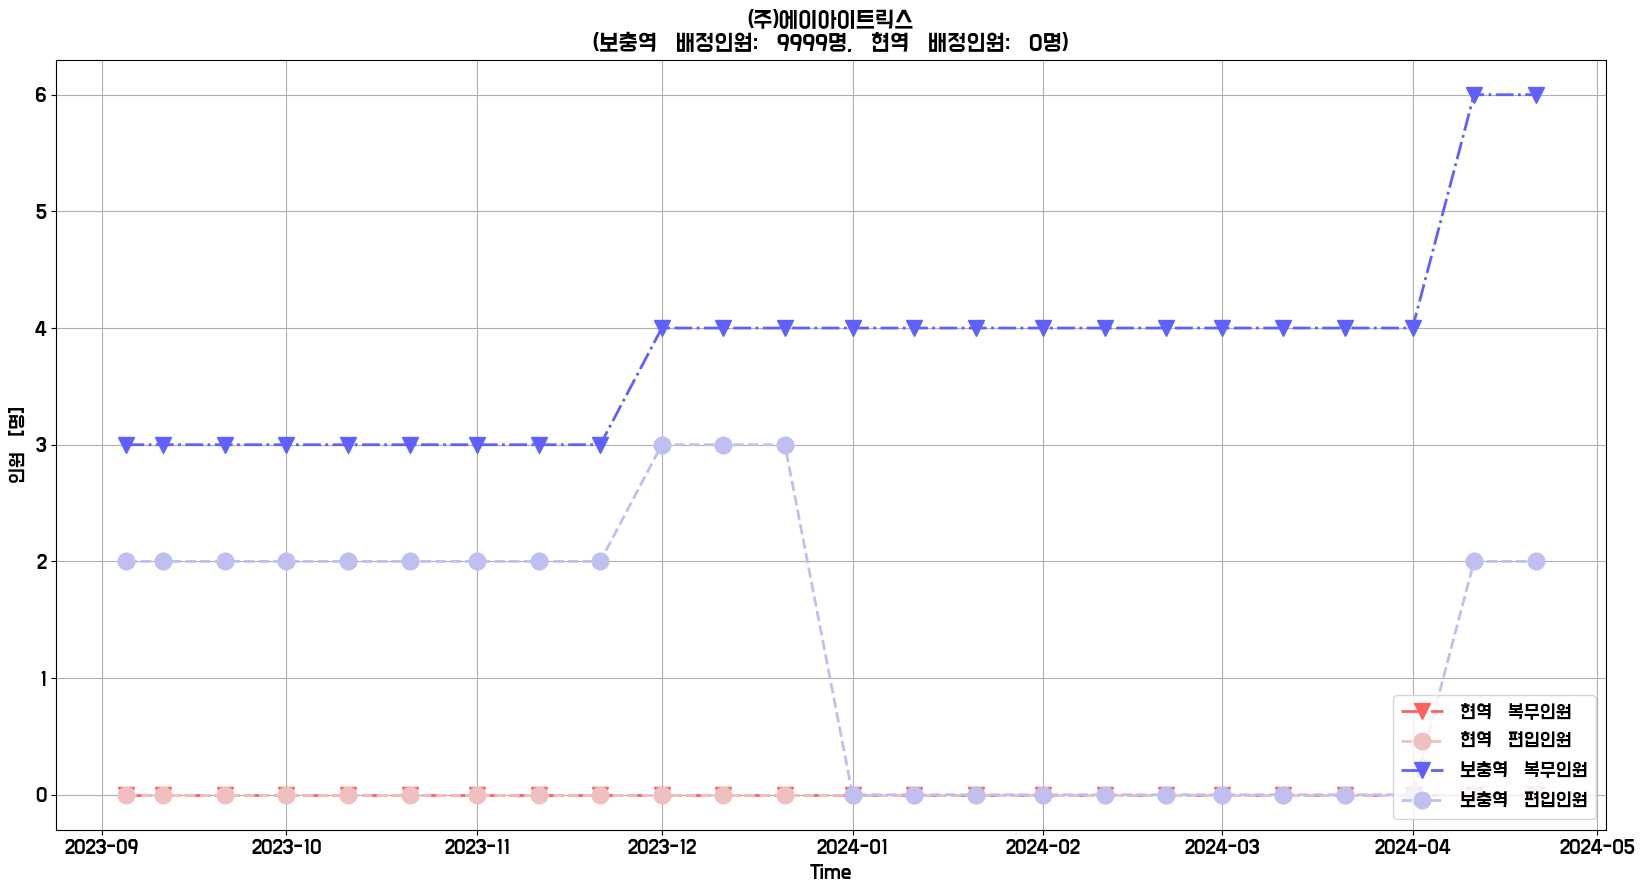 (주)에이아이트릭스
(보충역 배정인원: 9999명, 현역 배정인원: 0명)
6
5
4
3
2
1
0
인원 [명]
2023-09 2023-10 2023-11 2023-12 2024-01 2024-02 2024-03 2024-04 2024-05
Time
현역 복무인원
현역 편입인원
보충역 복무인원
보충역 편입인원